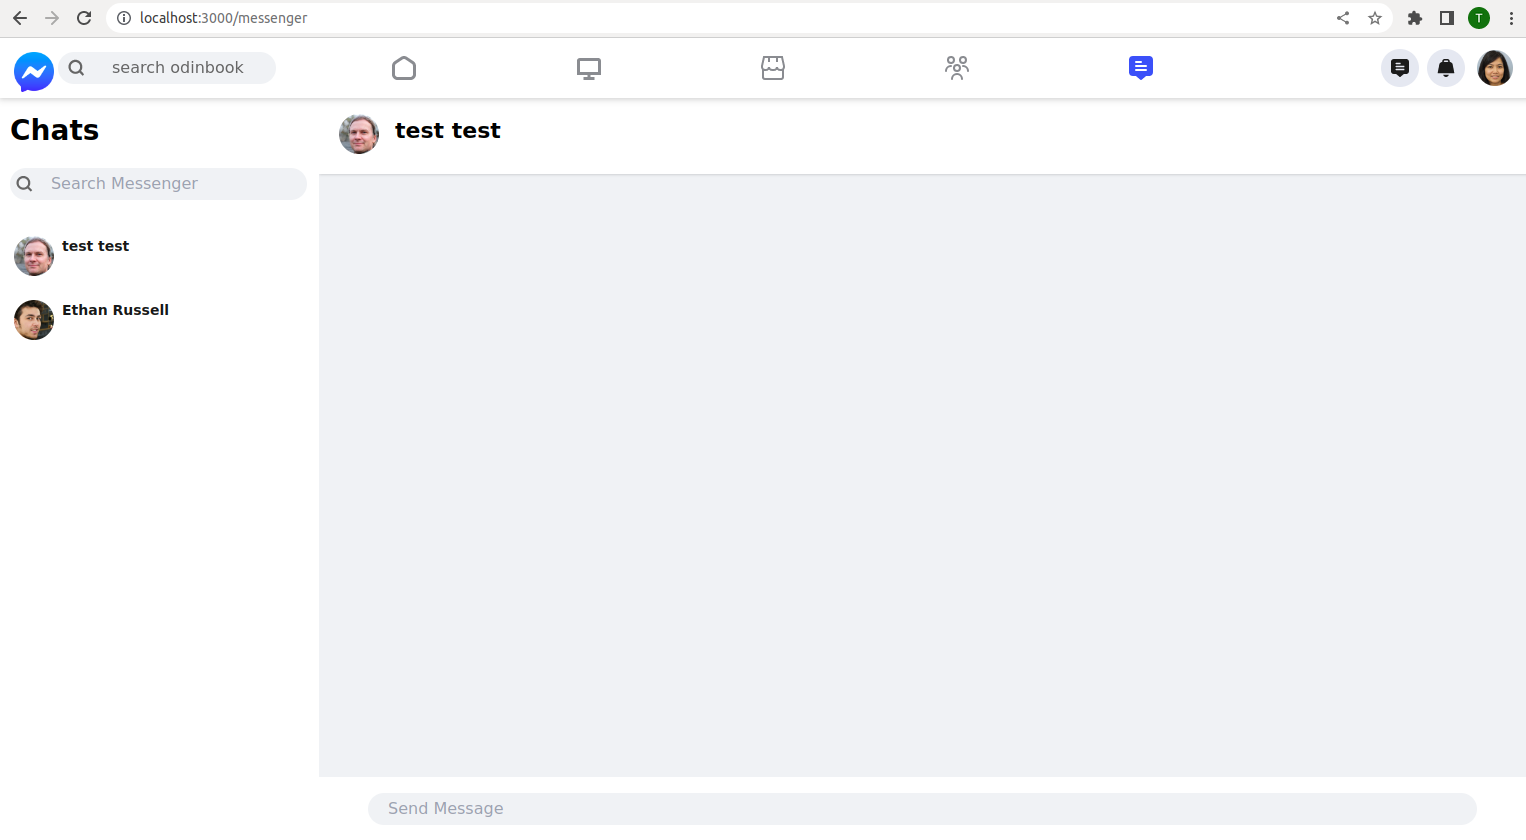 localhost:3000/messenger
T
search odinbook
Chats
test test
Search Messenger
test test
Ethan Russell
Send Message